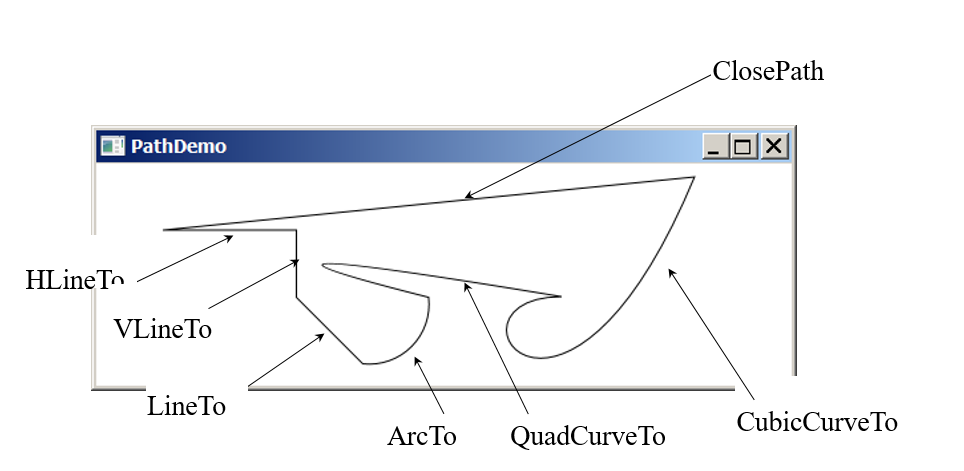 ClosePath
PathDemo
HLineTo
VLineTo
LineTo
ArcTo
QuadCurveTo
CubicCurveTo